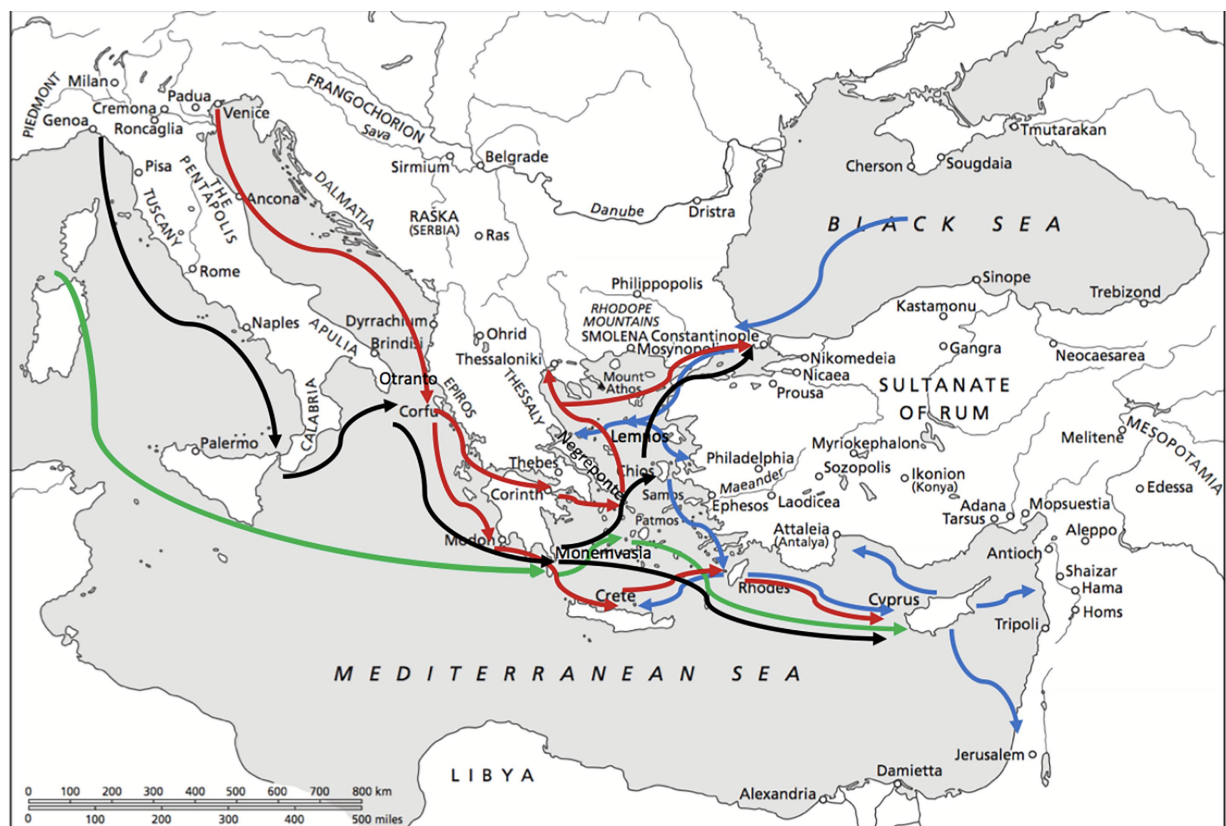 Milan
PIEDMONT
Cremona
Padua
Venice
Genoa
Roncaglia
FRANGOCHORION
Sava
Sirmium
Belgrade
Tmutarakan
Cherson
Sougdaia
Pisa
THE
PENTAPOLIS
Ancona
DALMATIA
TUSCANY
RAŠKA
(SERBIA)
Ras
Danube
Dristra
BLACK SEA
Rome
Philippopolis
Sinope
Trebizond
Kastamonu
RHODOPE
MOUNTAINS
SMOLENA
Constantinople
Mosynopoli
Naples
APULIA
Dyrrachium
Brindisi
Ohrid
Thessaloniki
Mount
Athos
Nikomedeia
Nicaea
Prousa
Gangra
Neocaesarea
SULTANATE
OF RUM
Otranto
Corfu
EPIROS
THESSALY
CALABRIA
Palermo
Lemnos
Negreponte
Thebes
Corinth
Chios
Samos
Patmos
Philadelphia
Maeander
Ephesos
Laodicea
Myriokephalon
Sozopolis
Ikonion
(Konya)
Melitene
MESOPOTAMIA
Edessa
Mopsuestia
Adana
Tarsus
Aleppo
Attaleia
(Antalya)
Antioch
Modon
Monemvasia
Crete
Rhodes
Cyprus
Shaizar
Hama
Homs
Tripoli
MEDITERRANEAN SEA
Jerusalem
LIBYA
Damietta
Alexandria
0 100 200 300 400 500 600 700 800 km
0 100 200 300 400 500 miles